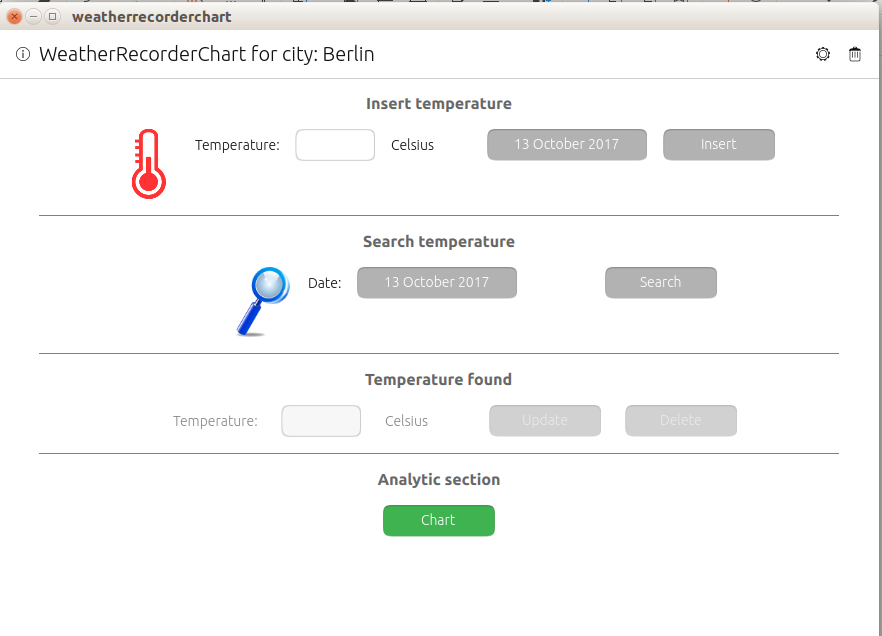 weatherrecorderchart
WeatherRecorderChart for city: Berlin
Insert temperature
Temperature: Celsius 13 October 2017 Insert
Search temperature
Date: 13 October 2017 Search
Temperature found
Temperature: Celsius Update Delete
Analytic section
Chart